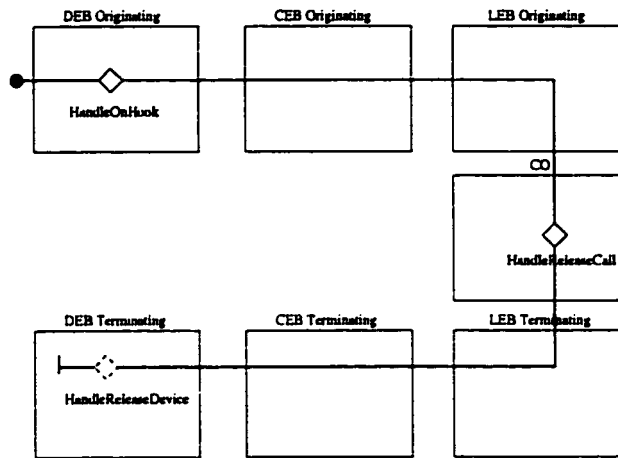 DEB Originating
CEB Originating
LEB Originating
HandleOnHook
CO
HandleReleaseCall
DEB Terminating
CEB Terminating
LEB Terminating
HandleReleaseDevice